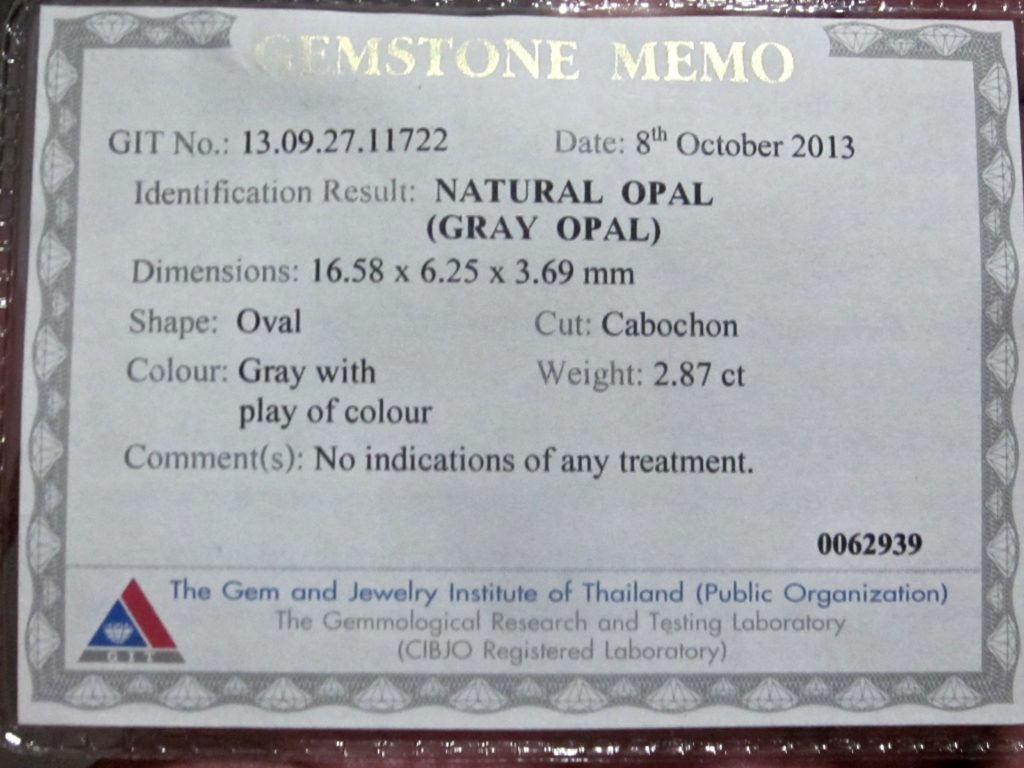 GEMSTONE MEMO
GIT No.: 13.09.27.11722 Date: 8th October 2013
Identification Result: NATURAL OPAL
(GRAY OPAL)
Dimensions: 16.58 x 6.25 x 3.69 mm
Shape: Oval Cut: Cabochon
Colour: Gray with Weight: 2.87 ct
play of colour
Comment(s): No indications of any treatment.
0062939
The Gem and Jewelry Institute of Thailand (Public Organization)
The Gemmological Research and Testing Laboratory
(CIBJO Registered Laboratory)
GIT